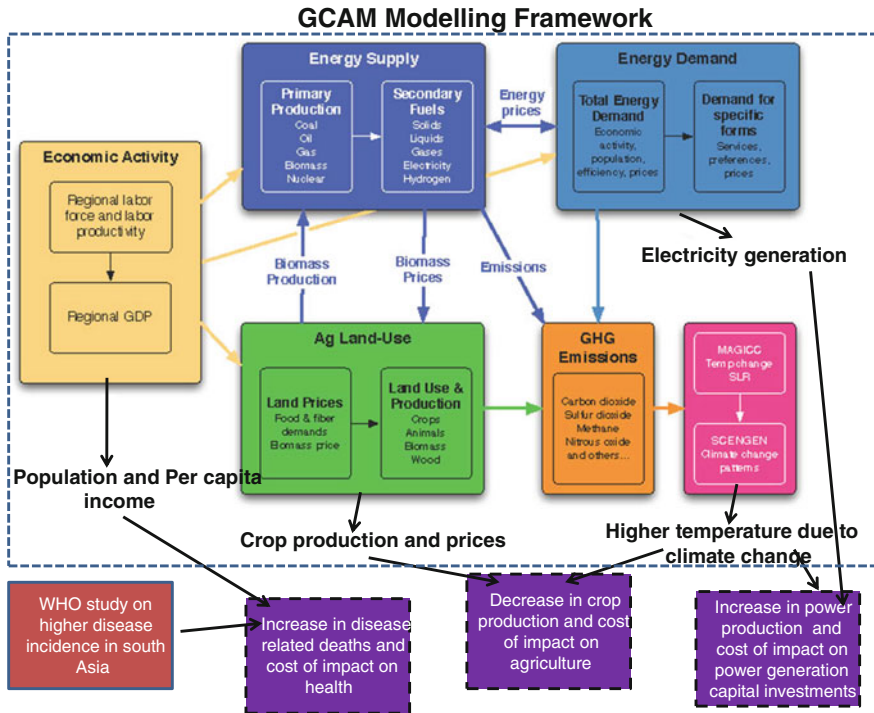 GCAM Modelling Framework
Energy Supply
Primary
Production
Coal
Oil
Gas
Biomass
Nuclear
Secondary
Fuels
Solids
Liquids
Gases
Electricity
Hydrogen
Energy
prices
Energy Demand
Total Energy
Demand
Economic
activity,
population,
efficiency, prices
Demand for
specific
forms
Services,
preferences,
prices
Economic Activity
Regional labor
force and labor
productivity
Regional GDP
Biomass
Production
Biomass
Prices
Emissions
Electricity generation
Ag Land-Use
Land Prices
Food & fiber
demands
Biomass price
Land Use &
Production
Crops
Animals
Biomass
Wood
GHG
Emissions
Carbon dioxide
Sulfur dioxide
Methane
Nitrous oxide
and others...
MAGICC
Temp change
SLR
SCENGEN
Climate change
patterns
Population and Per capita
income
Crop production and prices
Higher temperature due to
climate change
WHO study on
higher disease
incidence in south
Asia
Increase in disease
related deaths and
cost of impact on
health
Decrease in crop
production and cost
of impact on
agriculture
Increase in power
production and
cost of impact on
power generation
capital investments